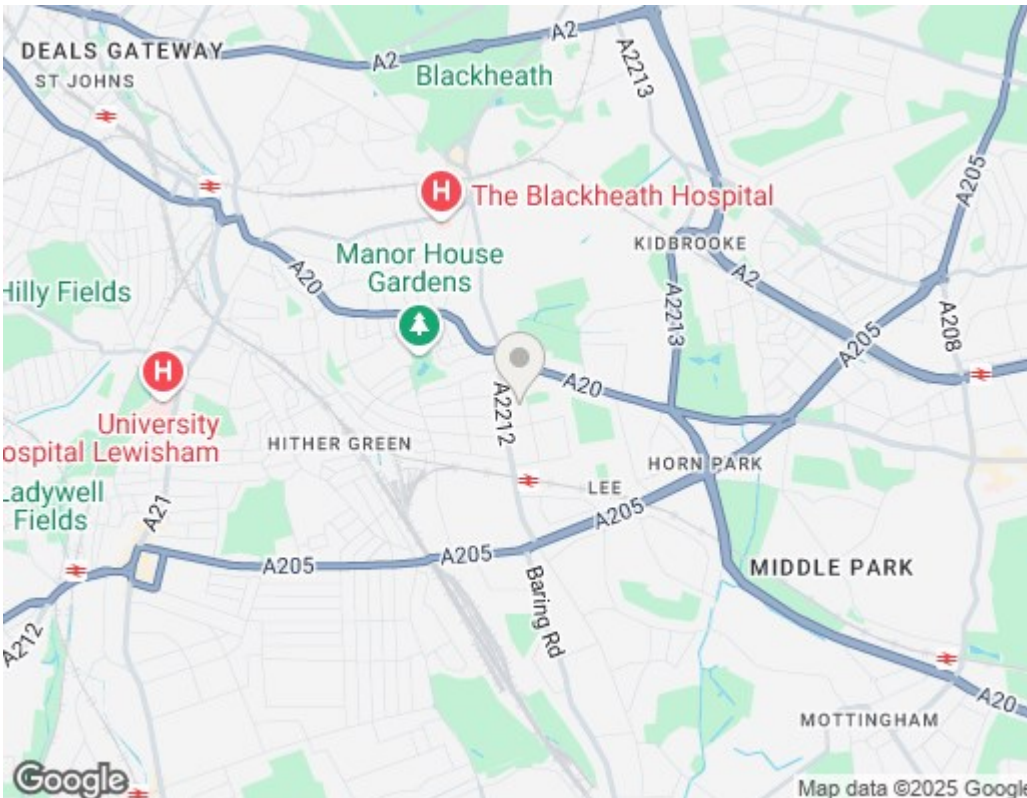 DEALS GATEWAY
ST JOHNS
A2
A2
Blackheath
A2213
A205
H
The Blackheath Hospital
KIDBROOKE
Manor House
Gardens
A20
Hilly Fields
A2
A2213
A208
A205
H
A20
A2212
University
ospital Lewisham
HITHER GREEN
HORN PARK
LEE
Ladywell
Fields
A21
A205
A205
A205
MIDDLE PARK
Baring Rd
A212
A20
MOTTINGHAM
Google
Map data ©2025 Google